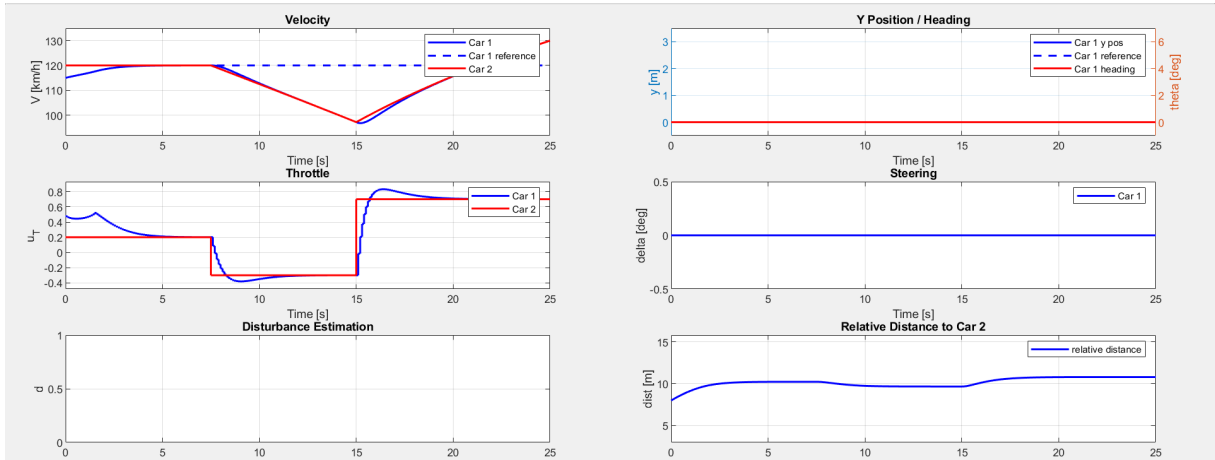 Velocity
V [km/h]
130
120
110
100
Car 1
Car 1 reference
Car 2
0 5 10 15 20 25
Time [s]
Y Position / Heading
y [m]
3
2
1
0
Car 1 y pos
Car 1 reference
Car 1 heading
6
4
2
0
theta [deg]
0 5 10 15 20 25
Time [s]
Throttle
u_T
0.8
0.6
0.4
0.2
0
-0.2
-0.4
Car 1
Car 2
0 5 10 15 20 25
Time [s]
Steering
delta [deg]
0.5
0
-0.5
Car 1
0 5 10 15 20 25
Time [s]
Disturbance Estimation
d
1
0.5
0
0 5 10 15 20 25
Relative Distance to Car 2
dist [m]
15
10
5
relative distance
0 5 10 15 20 25